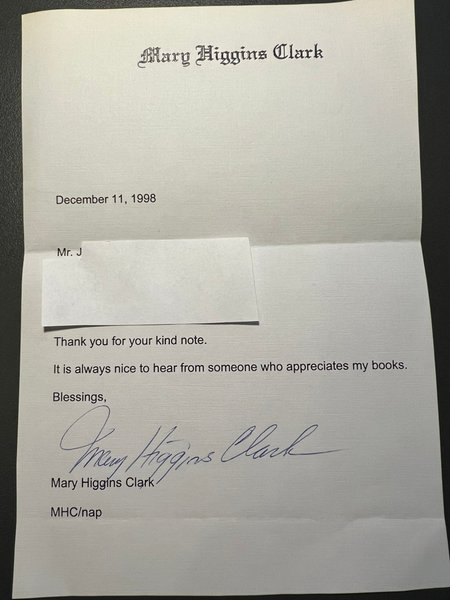 Mary Higgins Clark
December 11, 1998
Mr. J
Thank you for your kind note.
It is always nice to hear from someone who appreciates my books.
Blessings,
Mary Higgins Clark
Mary Higgins Clark
MHC/nap